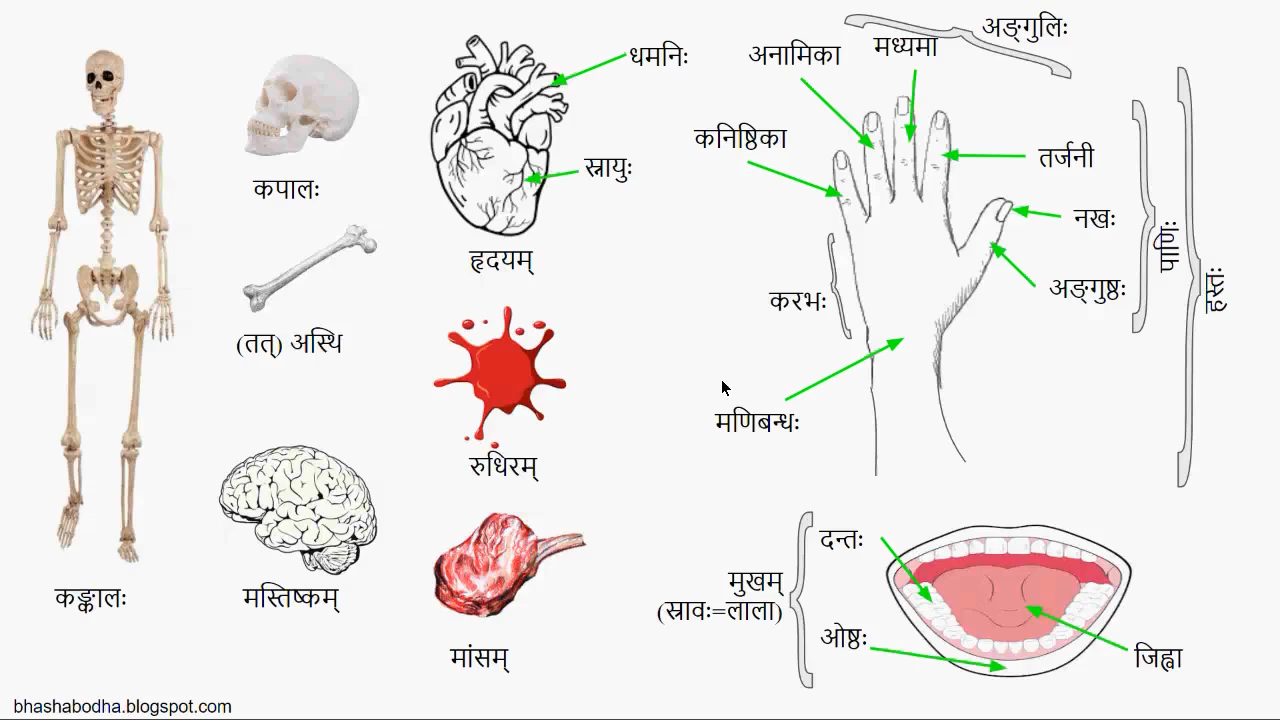 कङ्कालः
कपालः
(तत्) अस्थि
मस्तिष्कम्
धमनिः
स्नायुः
हृदयम्
रुधिरम्
मांसम्
अङ्गुलिः
मध्यमा
अनामिका
कनिष्ठिका
तर्जनी
नखः
अङ्गुष्ठः
पाणिः
हस्तः
करभः
मणिबन्धः
दन्तः
मुखम्
(स्रावः=लाला)
ओष्ठः
जिह्वा
bhashabodha.blogspot.com